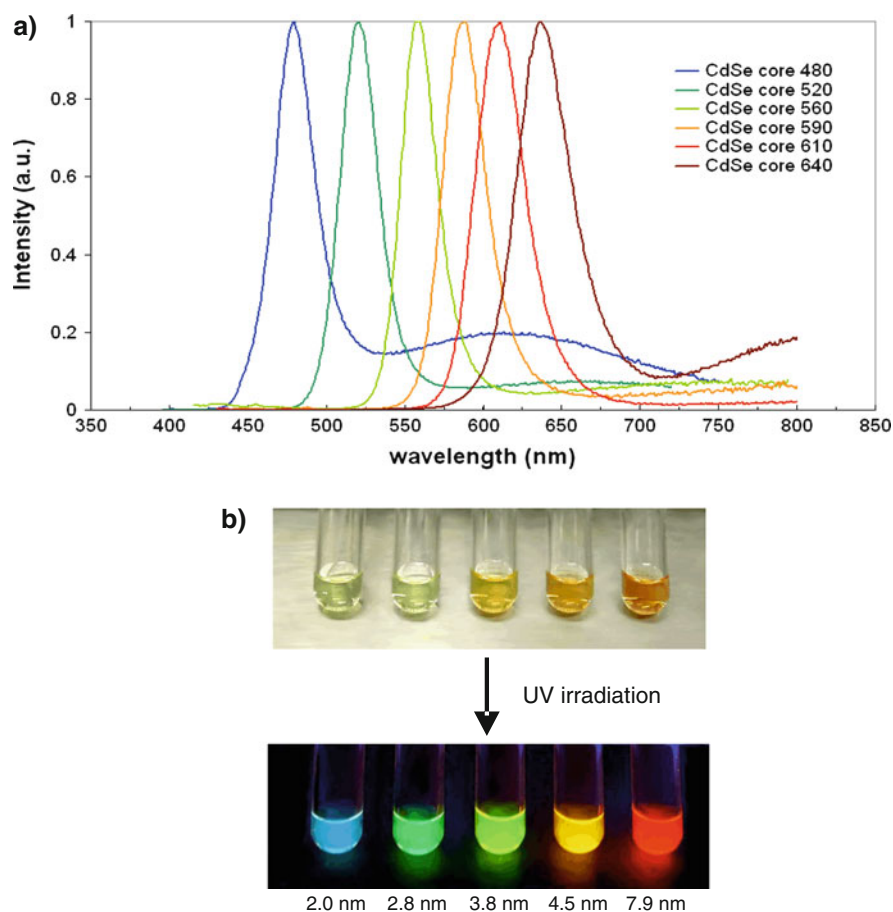 a)
Intensity (a.u.)
1
0.8
0.6
0.4
0.2
0
350 400 450 500 550 600 650 700 750 800 850
wavelength (nm)
CdSe core 480
CdSe core 520
CdSe core 560
CdSe core 590
CdSe core 610
CdSe core 640
b)
UV irradiation
2.0 nm 2.8 nm 3.8 nm 4.5 nm 7.9 nm